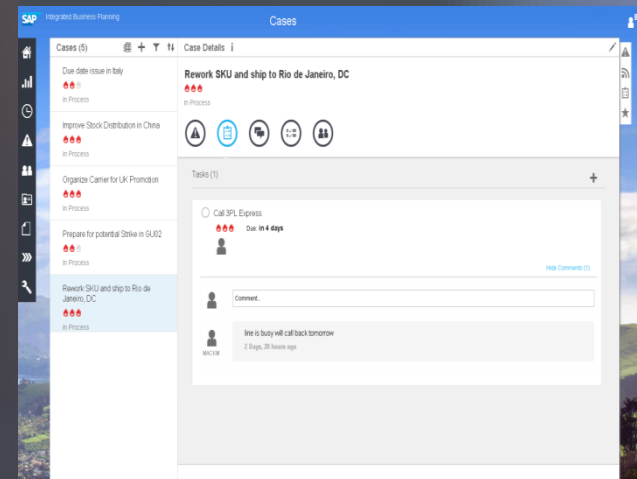 SAP Integrated Business Planning
Cases
Cases (5)
Case Details i
Due date issue in Italy
In Process
Improve Stock Distribution in China
In Process
Organize Carrier for UK Promotion
In Process
Prepare for potential Strike in GU02
In Process
Rework SKU and ship to Rio de
Janeiro, DC
In Process
Rework SKU and ship to Rio de Janeiro, DC
In Process
Tasks (1)
Call 3PL Express
Due: in 4 days
Hide Comments (1)
Comment..
line is busy will call back tomorrow
2 Days, 20 hours ago